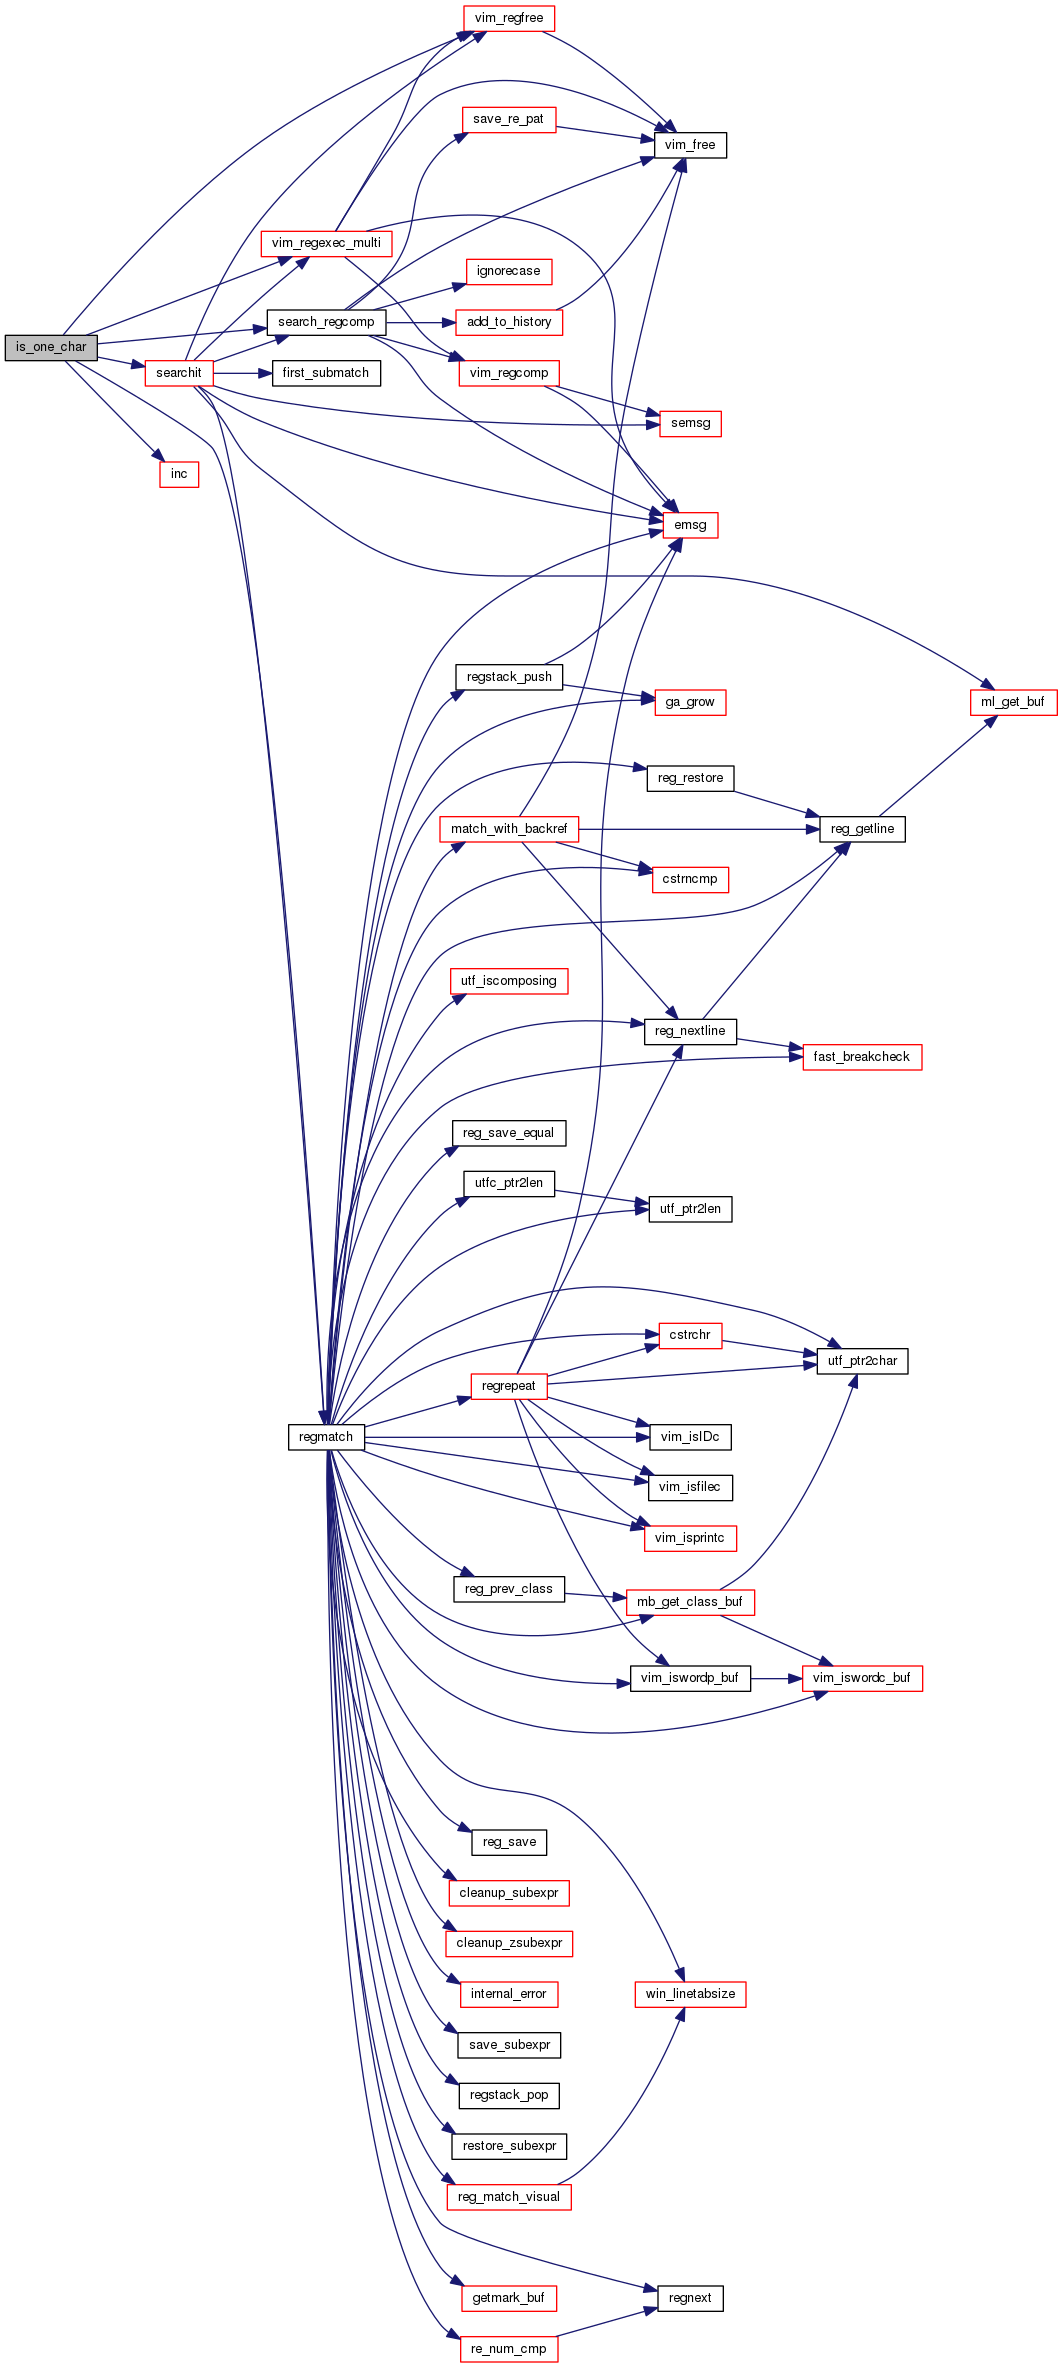 vim_regfree
save_re_pat
vim_free
vim_regexec_multi
ignorecase
search_regcomp
add_to_history
is_one_char
searchit
first_submatch
vim_regcomp
semsg
inc
emsg
regstack_push
ga_grow
ml_get_buf
reg_restore
match_with_backref
reg_getline
cstrncmp
utf_iscomposing
reg_nextline
fast_breakcheck
reg_save_equal
utfc_ptr2len
utf_ptr2len
cstrchr
utf_ptr2char
regrepeat
regmatch
vim_isIDc
vim_isfilec
vim_isprintc
reg_prev_class
mb_get_class_buf
vim_iswordp_buf
vim_iswordc_buf
reg_save
cleanup_subexpr
cleanup_zsubexpr
internal_error
win_linetabsize
save_subexpr
regstack_pop
restore_subexpr
reg_match_visual
getmark_buf
regnext
re_num_cmp